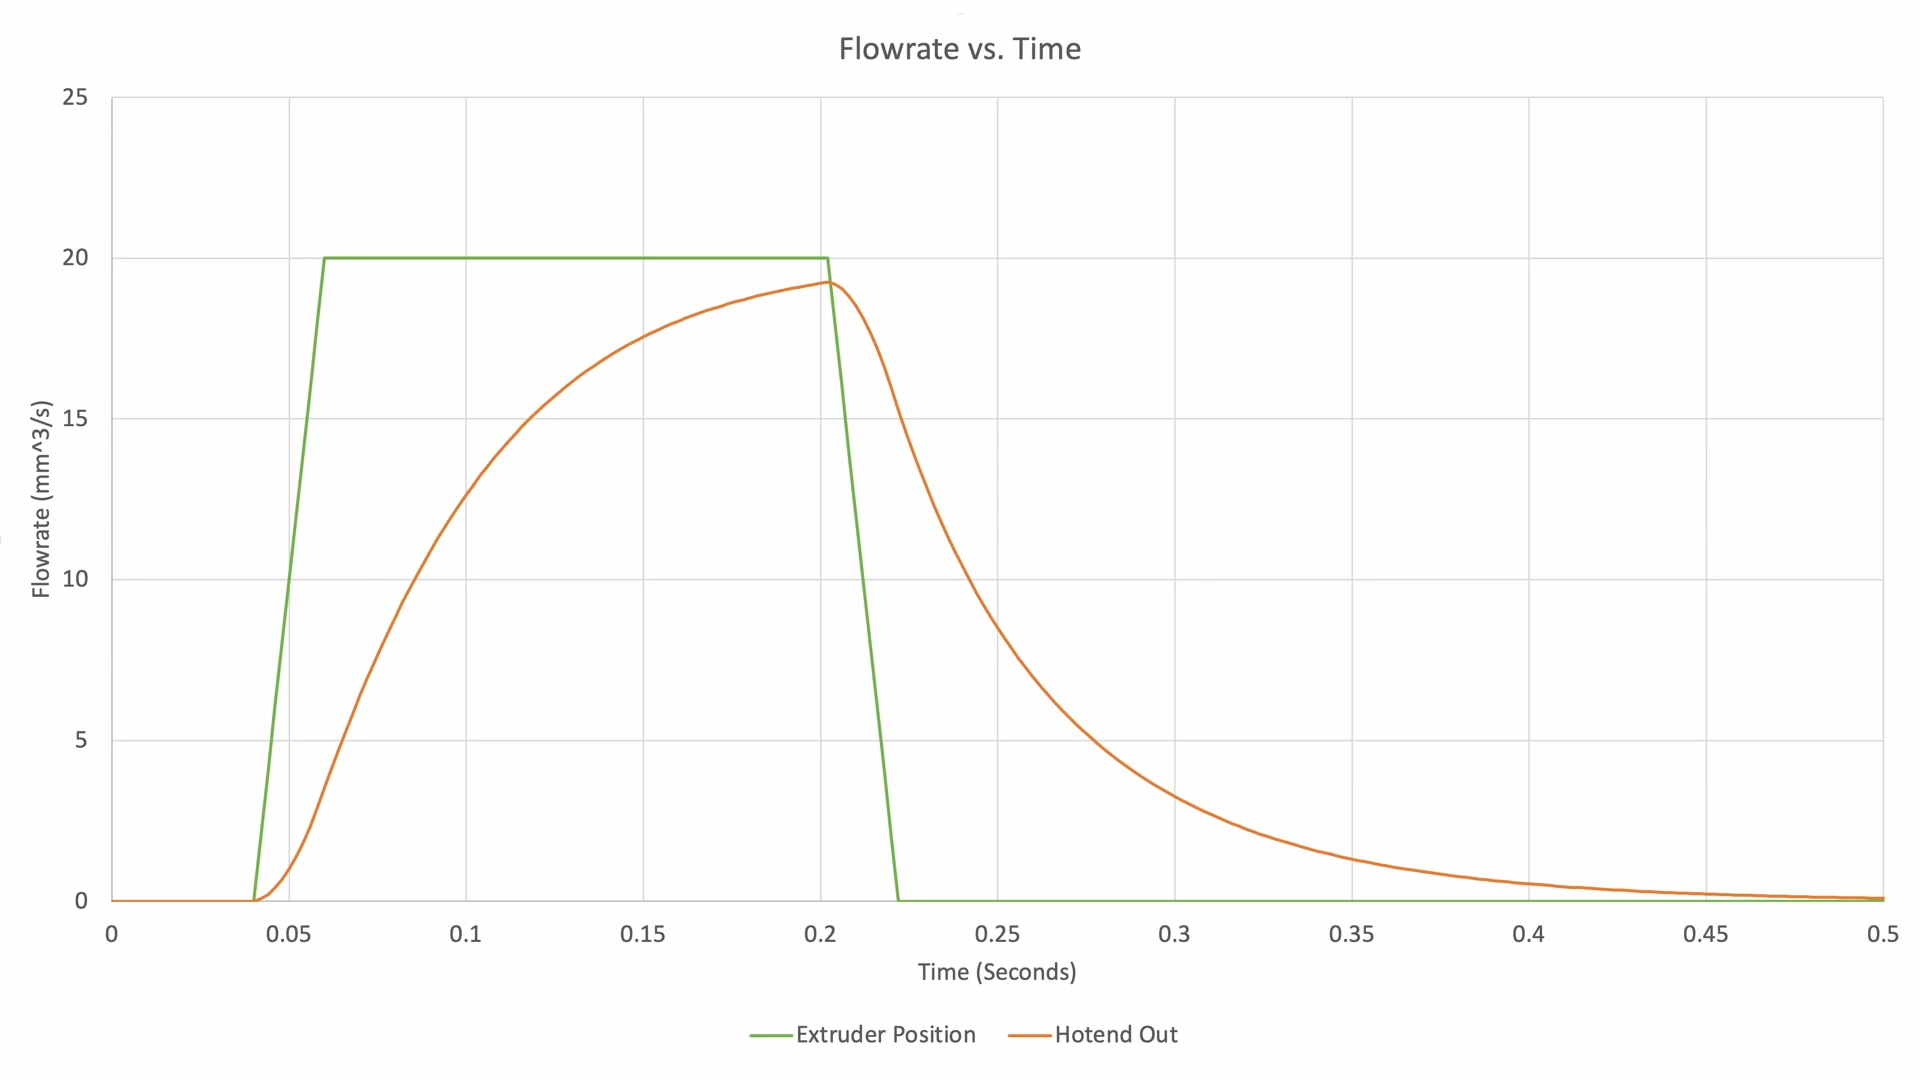 Flowrate vs. Time
25
20
15
10
5
0
Flowrate (mm^3/s)
0 0.05 0.1 0.15 0.2 0.25 0.3 0.35 0.4 0.45 0.5
Time (Seconds)
Extruder Position Hotend Out